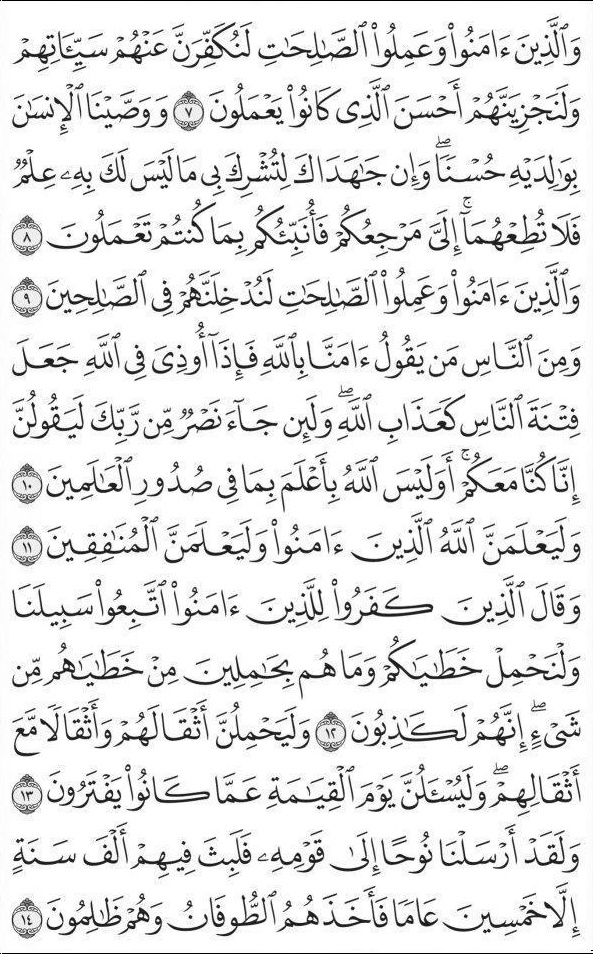 وَٱلَّذِينَ ءَامَنُوا۟ وَعَمِلُوا۟ ٱلصَّـٰلِحَـٰتِ لَنُكَفِّرَنَّ عَنْهُمْ سَيِّـَٔاتِهِمْ
وَلَنَجْزِيَنَّهُمْ أَحْسَنَ ٱلَّذِى كَانُوا۟ يَعْمَلُونَ ٧ وَوَصَّيْنَا ٱلْإِنسَـٰنَ
بِوَٰلِدَيْهِ حُسْنًا ۖ وَإِن جَـٰهَدَاكَ لِتُشْرِكَ بِى مَا لَيْسَ لَكَ بِهِۦ عِلْمٌ
فَلَا تُطِعْهُمَآ ۚ إِلَىَّ مَرْجِعُكُمْ فَأُنَبِّئُكُم بِمَا كُنتُمْ تَعْمَلُونَ ٨
وَٱلَّذِينَ ءَامَنُوا۟ وَعَمِلُوا۟ ٱلصَّـٰلِحَـٰتِ لَنُدْخِلَنَّهُمْ فِى ٱلصَّـٰلِحِينَ ٩
وَمِنَ ٱلنَّاسِ مَن يَقُولُ ءَامَنَّا بِٱللَّهِ فَإِذَآ أُوذِىَ فِى ٱللَّهِ جَعَلَ
فِتْنَةَ ٱلنَّاسِ كَعَذَابِ ٱللَّهِ ۖ وَلَئِن جَآءَ نَصْرٌ مِّن رَّبِّكَ لَيَقُولُنَّ
إِنَّا كُنَّا مَعَكُمْ ۚ أَوَلَيْسَ ٱللَّهُ بِأَعْلَمَ بِمَا فِى صُدُورِ ٱلْعَـٰلَمِينَ ١٠
وَلَيَعْلَمَنَّ ٱللَّهُ ٱلَّذِينَ ءَامَنُوا۟ وَلَيَعْلَمَنَّ ٱلْمُنَـٰفِقِينَ ١١
وَقَالَ ٱلَّذِينَ كَفَرُوا۟ لِلَّذِينَ ءَامَنُوا۟ ٱتَّبِعُوا۟ سَبِيلَنَا
وَلْنَحْمِلْ خَطَـٰيَـٰكُمْ وَمَا هُم بِحَـٰمِلِينَ مِنْ خَطَـٰيَـٰهُم مِّن
شَىْءٍ ۖ إِنَّهُمْ لَكَـٰذِبُونَ ١٢ وَلَيَحْمِلُنَّ أَثْقَالَهُمْ وَأَثْقَالًا مَّعَ
أَثْقَالِهِمْ ۖ وَلَيُسْـَٔلُنَّ يَوْمَ ٱلْقِيَـٰمَةِ عَمَّا كَانُوا۟ يَفْتَرُونَ ١٣
وَلَقَدْ أَرْسَلْنَا نُوحًا إِلَىٰ قَوْمِهِۦ فَلَبِثَ فِيهِمْ أَلْفَ سَنَةٍ
إِلَّا خَمْسِينَ عَامًا فَأَخَذَهُمُ ٱلطُّوفَانُ وَهُمْ ظَـٰلِمُونَ ١٤